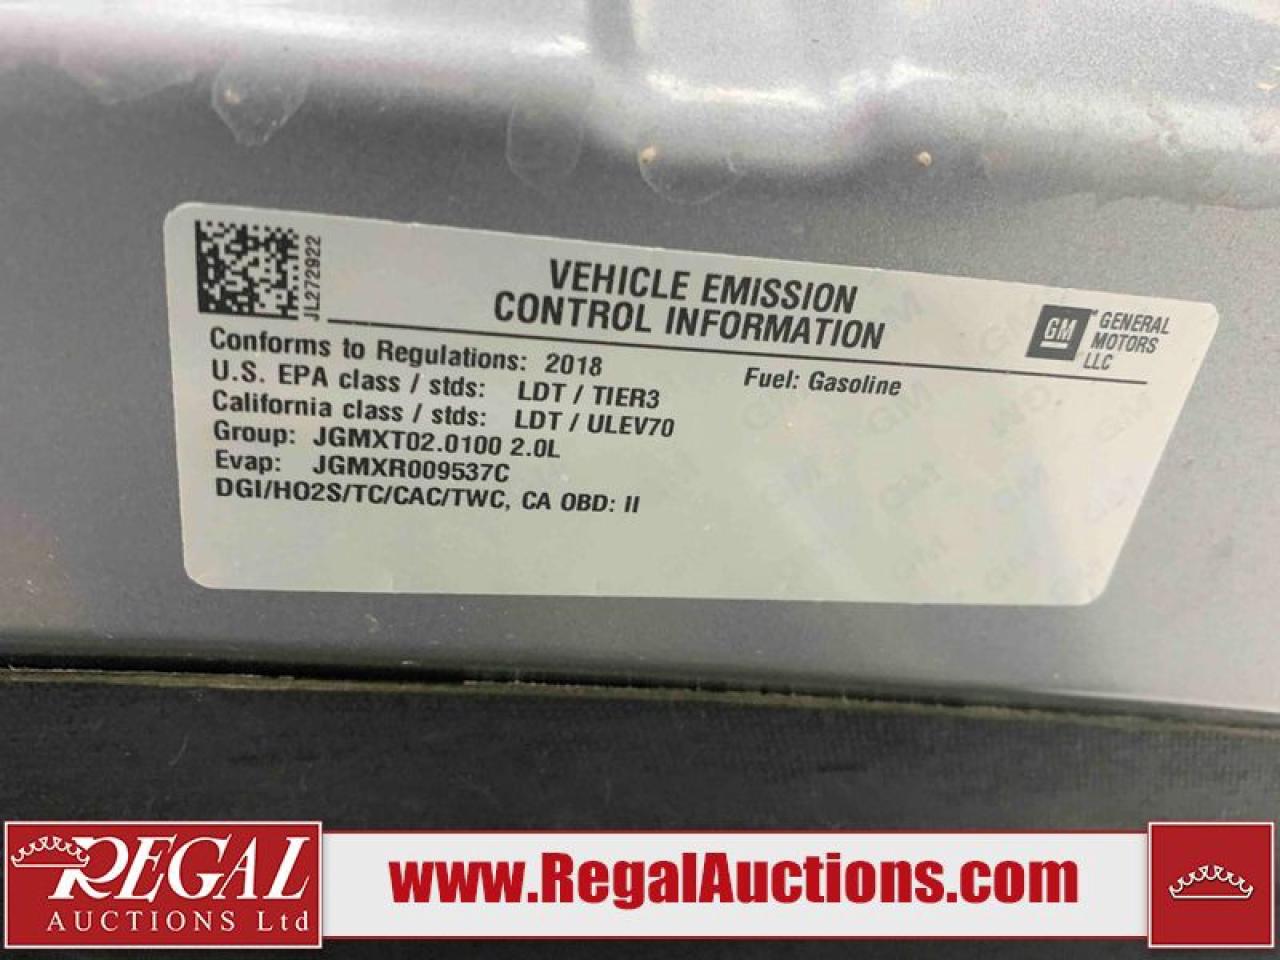 JL272922
VEHICLE EMISSION
CONTROL INFORMATION
GM
GENERAL
MOTORS
LLC
Conforms to Regulations: 2018
Fuel: Gasoline
U.S. EPA class / stds: LDT / TIER3
California class / stds: LDT / ULEV70
Group: JGMXT02.0100 2.0L
Evap: JGMXR009537C
DGI/HO2S/TC/CAC/TWC, CA OBD: II
REGAL
AUCTIONS Ltd
www.RegalAuctions.com